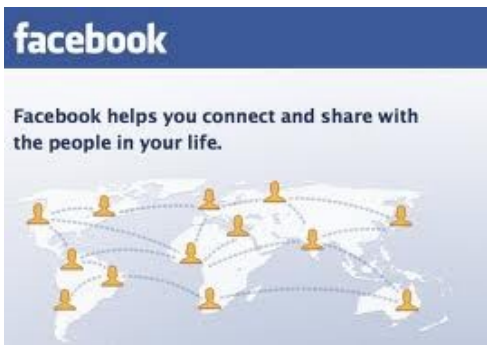 facebook
Facebook helps you connect and share with
the people in your life.